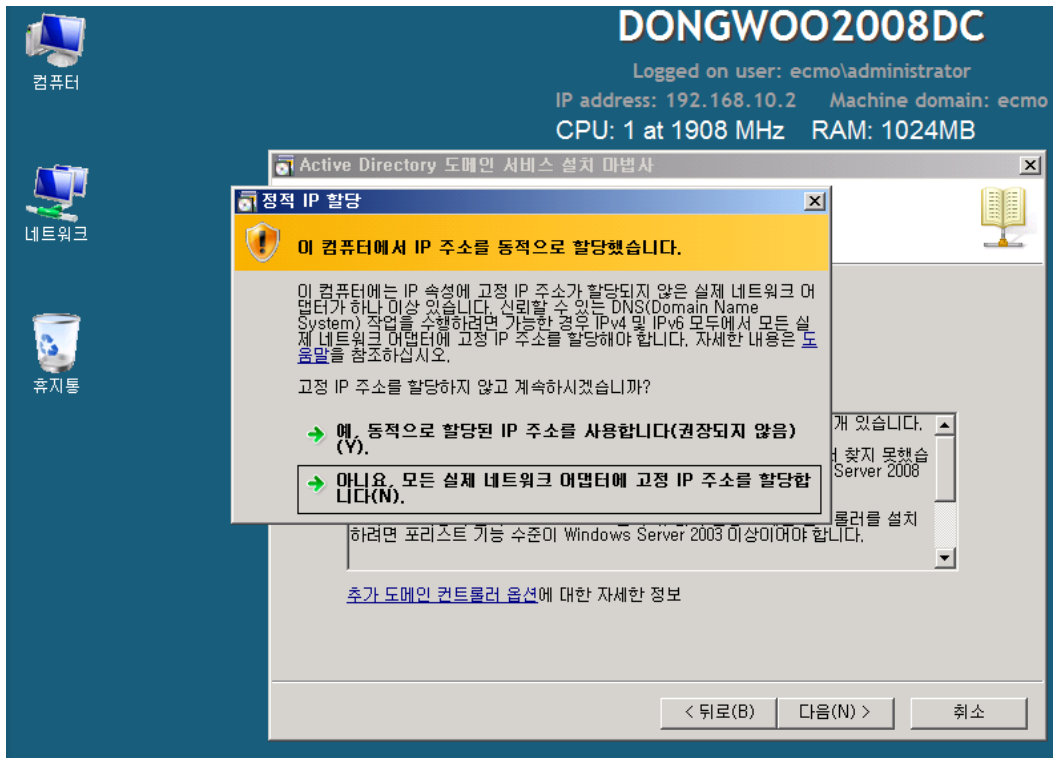 DONGWOO2008DC
Logged on user: ecmo\administrator
IP address: 192.168.10.2 Machine domain: ecmo
CPU: 1 at 1908 MHz RAM: 1024MB
컴퓨터
네트워크
휴지통
Active Directory 도메인 서비스 설치 마법사
정적 IP 할당
이 컴퓨터에서 IP 주소를 동적으로 할당했습니다.
이 컴퓨터에는 IP 속성에 고정 IP 주소가 할당되지 않은 실제 네트워크 어
댑터가 하나 이상 있습니다. 신뢰할 수 있는 DNS(Domain Name
System) 작업을 수행하려면 가능한 경우 IPv4 및 IPv6 모두에서 모든 실
제 네트워크 어댑터에 고정 IP 주소를 할당해야 합니다. 자세한 내용은 도
움말을 참조하십시오.
고정 IP 주소를 할당하지 않고 계속하시겠습니까?
예, 동적으로 할당된 IP 주소를 사용합니다(권장되지 않음)
(Y).
아니요, 모든 실제 네트워크 어댑터에 고정 IP 주소를 할당합
니다(N).
개 있습니다.
찾지 못했습
Server 2008
롤러를 설치
하려면 포리스트 기능 수준이 Windows Server 2003 이상이어야 합니다.
추가 도메인 컨트롤러 옵션에 대한 자세한 정보
< 뒤로(B)
다음(N) >
취소